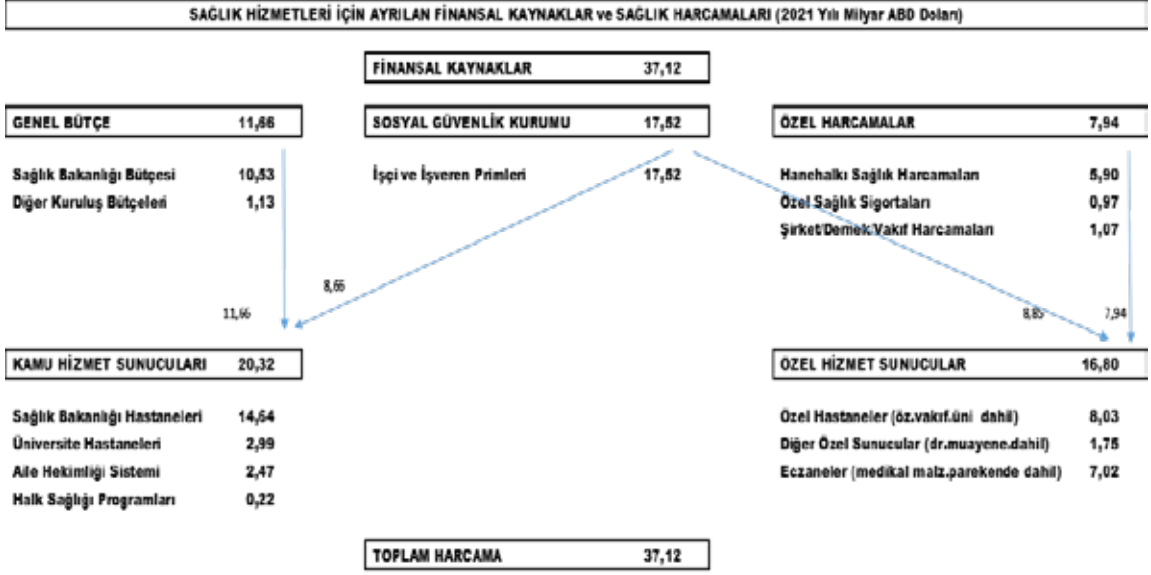 SAĞLIK HİZMETLERİ İÇİN AYRILAN FİNANSAL KAYNAKLAR ve SAĞLIK HARCAMALARI (2021 Yılı Milyar ABD Doları)
FİNANSAL KAYNAKLAR 37,12
GENEL BÜTÇE 11,66 SOSYAL GÜVENLİK KURUMU 17,52 ÖZEL HARCAMALAR 7,94
Sağlık Bakanlığı Bütçesi 10,53 İşçi ve İşveren Primleri 17,52 Hanehalkı Sağlık Harcamaları 5,90
Diğer Kuruluş Bütçeleri 1,13 Özel Sağlık Sigortaları 0,97
Şirket/Dernek/Vakıf Harcamaları 1,07
8,66
11,66 8,85 7,94
KAMU HİZMET SUNUCULARI 20,32 ÖZEL HİZMET SUNUCULAR 16,80
Sağlık Bakanlığı Hastaneleri 14,64 Özel Hastaneler (öz.vakıf.üni dahil) 8,03
Üniversite Hastaneleri 2,99 Diğer Özel Sunucular (dr.muayene.dahil) 1,75
Aile Hekimliği Sistemi 2,47 Eczaneler (medikal malz.parekende dahil) 7,02
Halk Sağlığı Programları 0,22
TOPLAM HARCAMA 37,12